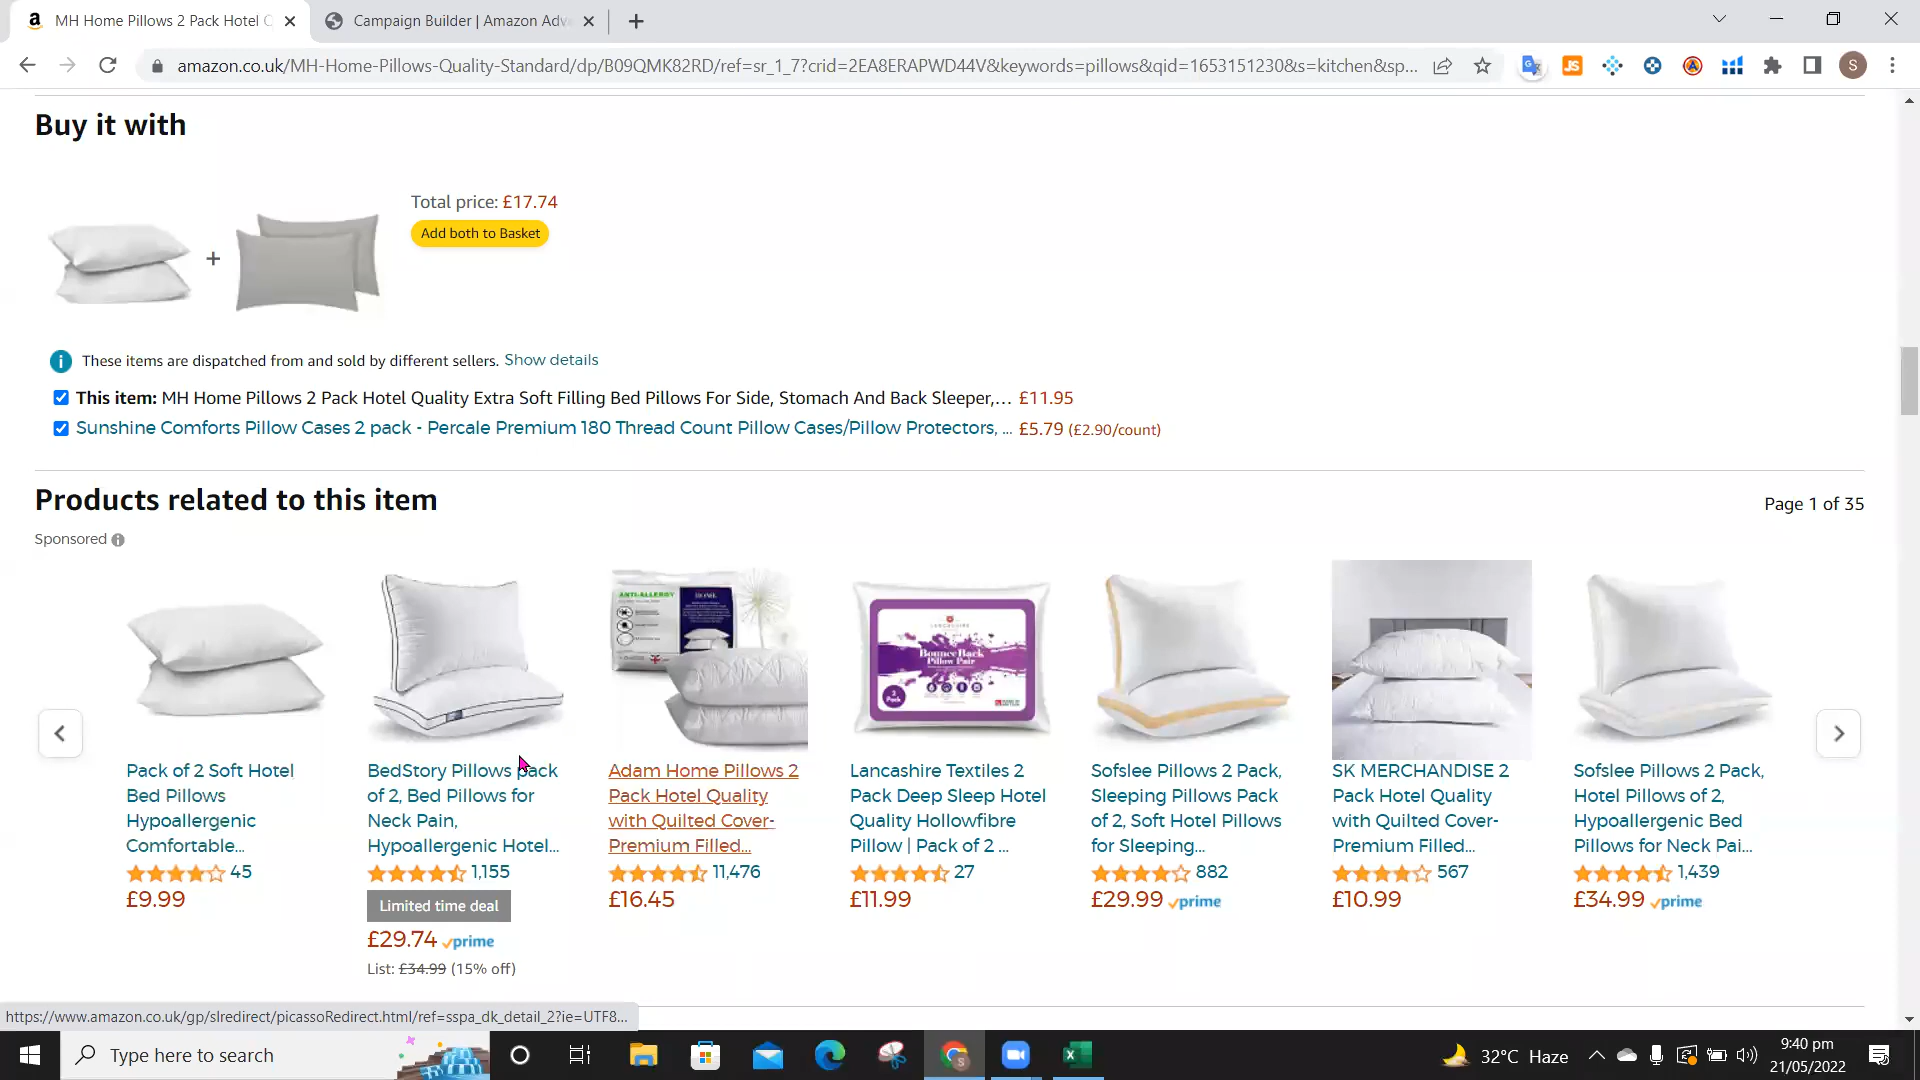 MH Home Pillows 2 Pack Hotel Q
Campaign Builder | Amazon Adv
amazon.co.uk/MH-Home-Pillows-Quality-Standard/dp/B09QMK82RD/ref=sr_1_7?crid=2EA8ERAPWD44V&keywords=pillows&qid=1653151230&s=kitchen&sp...
JS
S
Buy it with
Total price: £17.74
Add both to Basket
+
These items are dispatched from and sold by different sellers. Show details
This item: MH Home Pillows 2 Pack Hotel Quality Extra Soft Filling Bed Pillows For Side, Stomach And Back Sleeper,... £11.95
Sunshine Comforts Pillow Cases 2 pack - Percale Premium 180 Thread Count Pillow Cases/Pillow Protectors, ... £5.79 (£2.90/count)
Products related to this item
Page 1 of 35
Sponsored
ANTI-ALLERGY
HOME
LANCASHIRE
Bounce Back
Pillow Pair
Pack of 2 Soft Hotel
Bed Pillows
Hypoallergenic
Comfortable...
45
£9.99
BedStory Pillows pack
of 2, Bed Pillows for
Neck Pain,
Hypoallergenic Hotel...
1,155
Limited time deal
£29.74 prime
List: £34.99 (15% off)
Adam Home Pillows 2
Pack Hotel Quality
with Quilted Cover-
Premium Filled...
11,476
£16.45
Lancashire Textiles 2
Pack Deep Sleep Hotel
Quality Hollowfibre
Pillow | Pack of 2 ...
27
£11.99
Sofslee Pillows 2 Pack,
Sleeping Pillows Pack
of 2, Soft Hotel Pillows
for Sleeping...
882
£29.99 prime
SK MERCHANDISE 2
Pack Hotel Quality
with Quilted Cover-
Premium Filled...
567
£10.99
Sofslee Pillows 2 Pack,
Hotel Pillows of 2,
Hypoallergenic Bed
Pillows for Neck Pai...
1,439
£34.99 prime
https://www.amazon.co.uk/gp/slredirect/picassoRedirect.html/ref=sspa_dk_detail_2?ie=UTF8...
Type here to search
32°C Haze
9:40 pm
21/05/2022